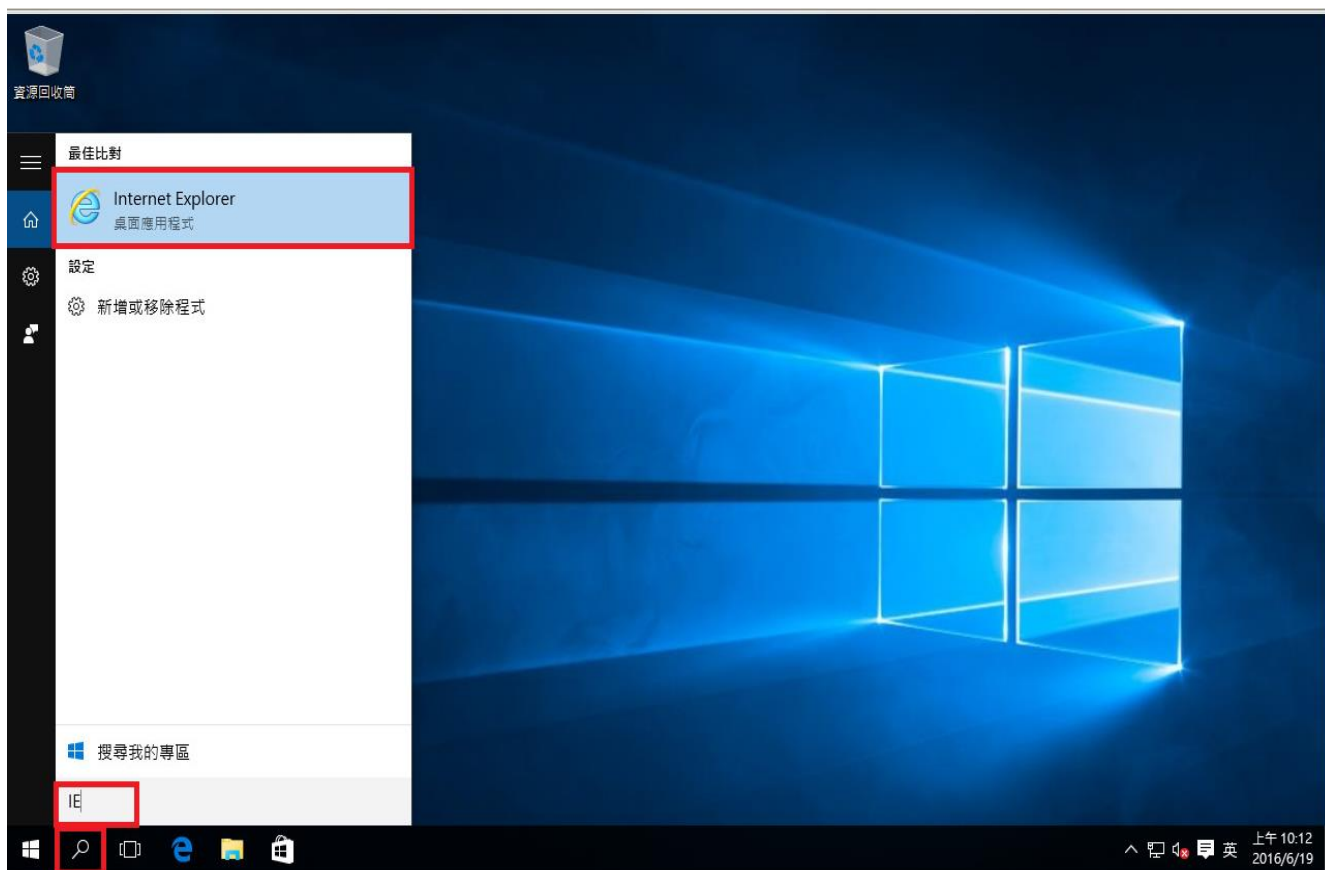 資源回收筒
最佳比對
Internet Explorer
桌面應用程式
設定
新增或移除程式
搜尋我的專區
IE
英
上午 10:12
2016/6/19